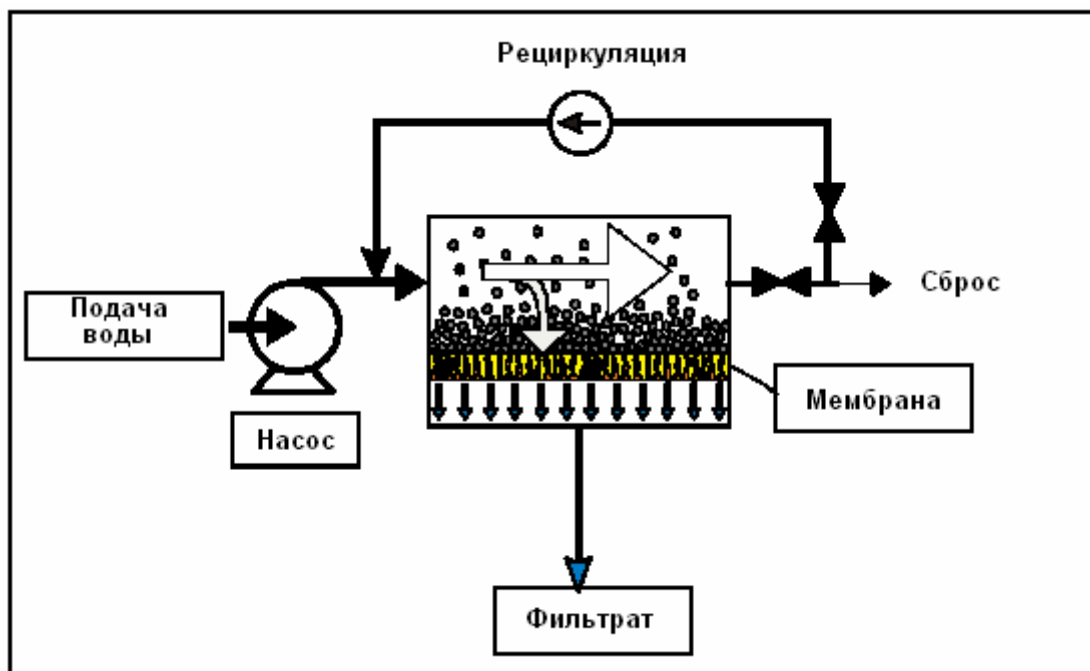 Рециркуляция
Подача
воды
Сброс
Мембрана
Насос
Фильтрат